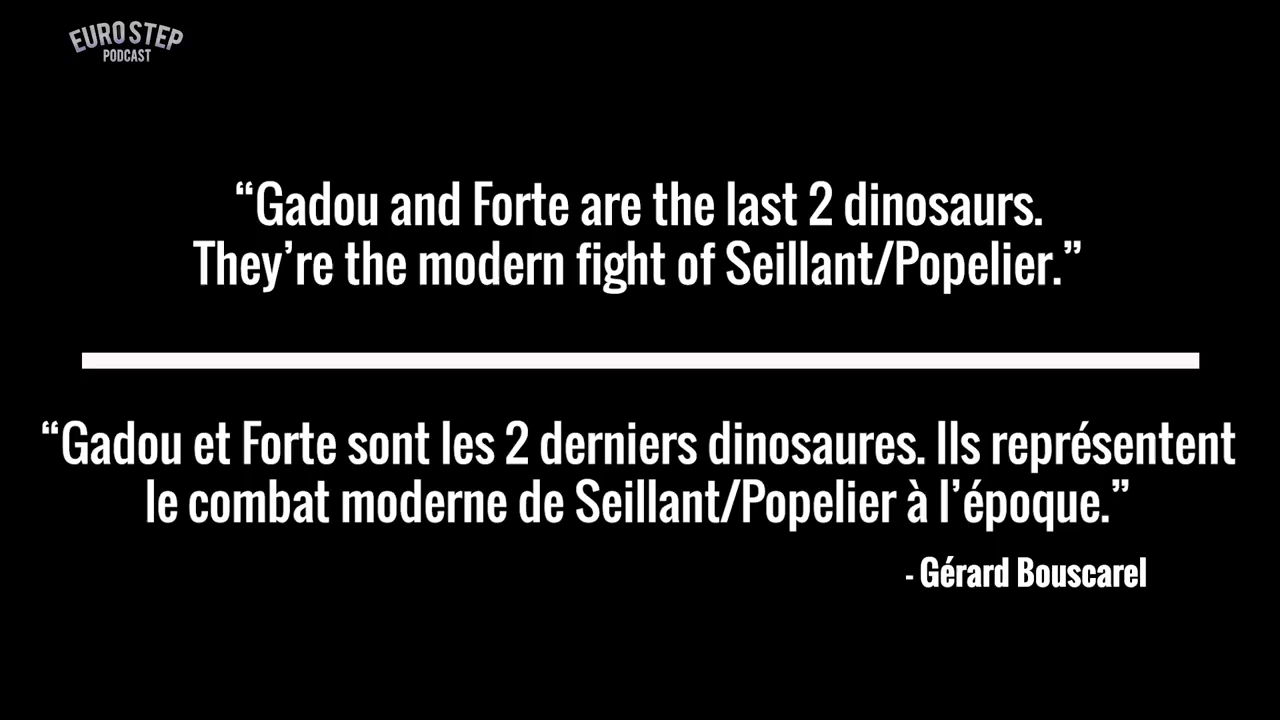 EURO STEP
PODCAST
“Gadou and Forte are the last 2 dinosaurs.
They’re the modern fight of Seillant/Popelier.”
“Gadou et Forte sont les 2 derniers dinosaures. Ils représentent
le combat moderne de Seillant/Popelier à l’époque.”
- Gérard Bouscarel